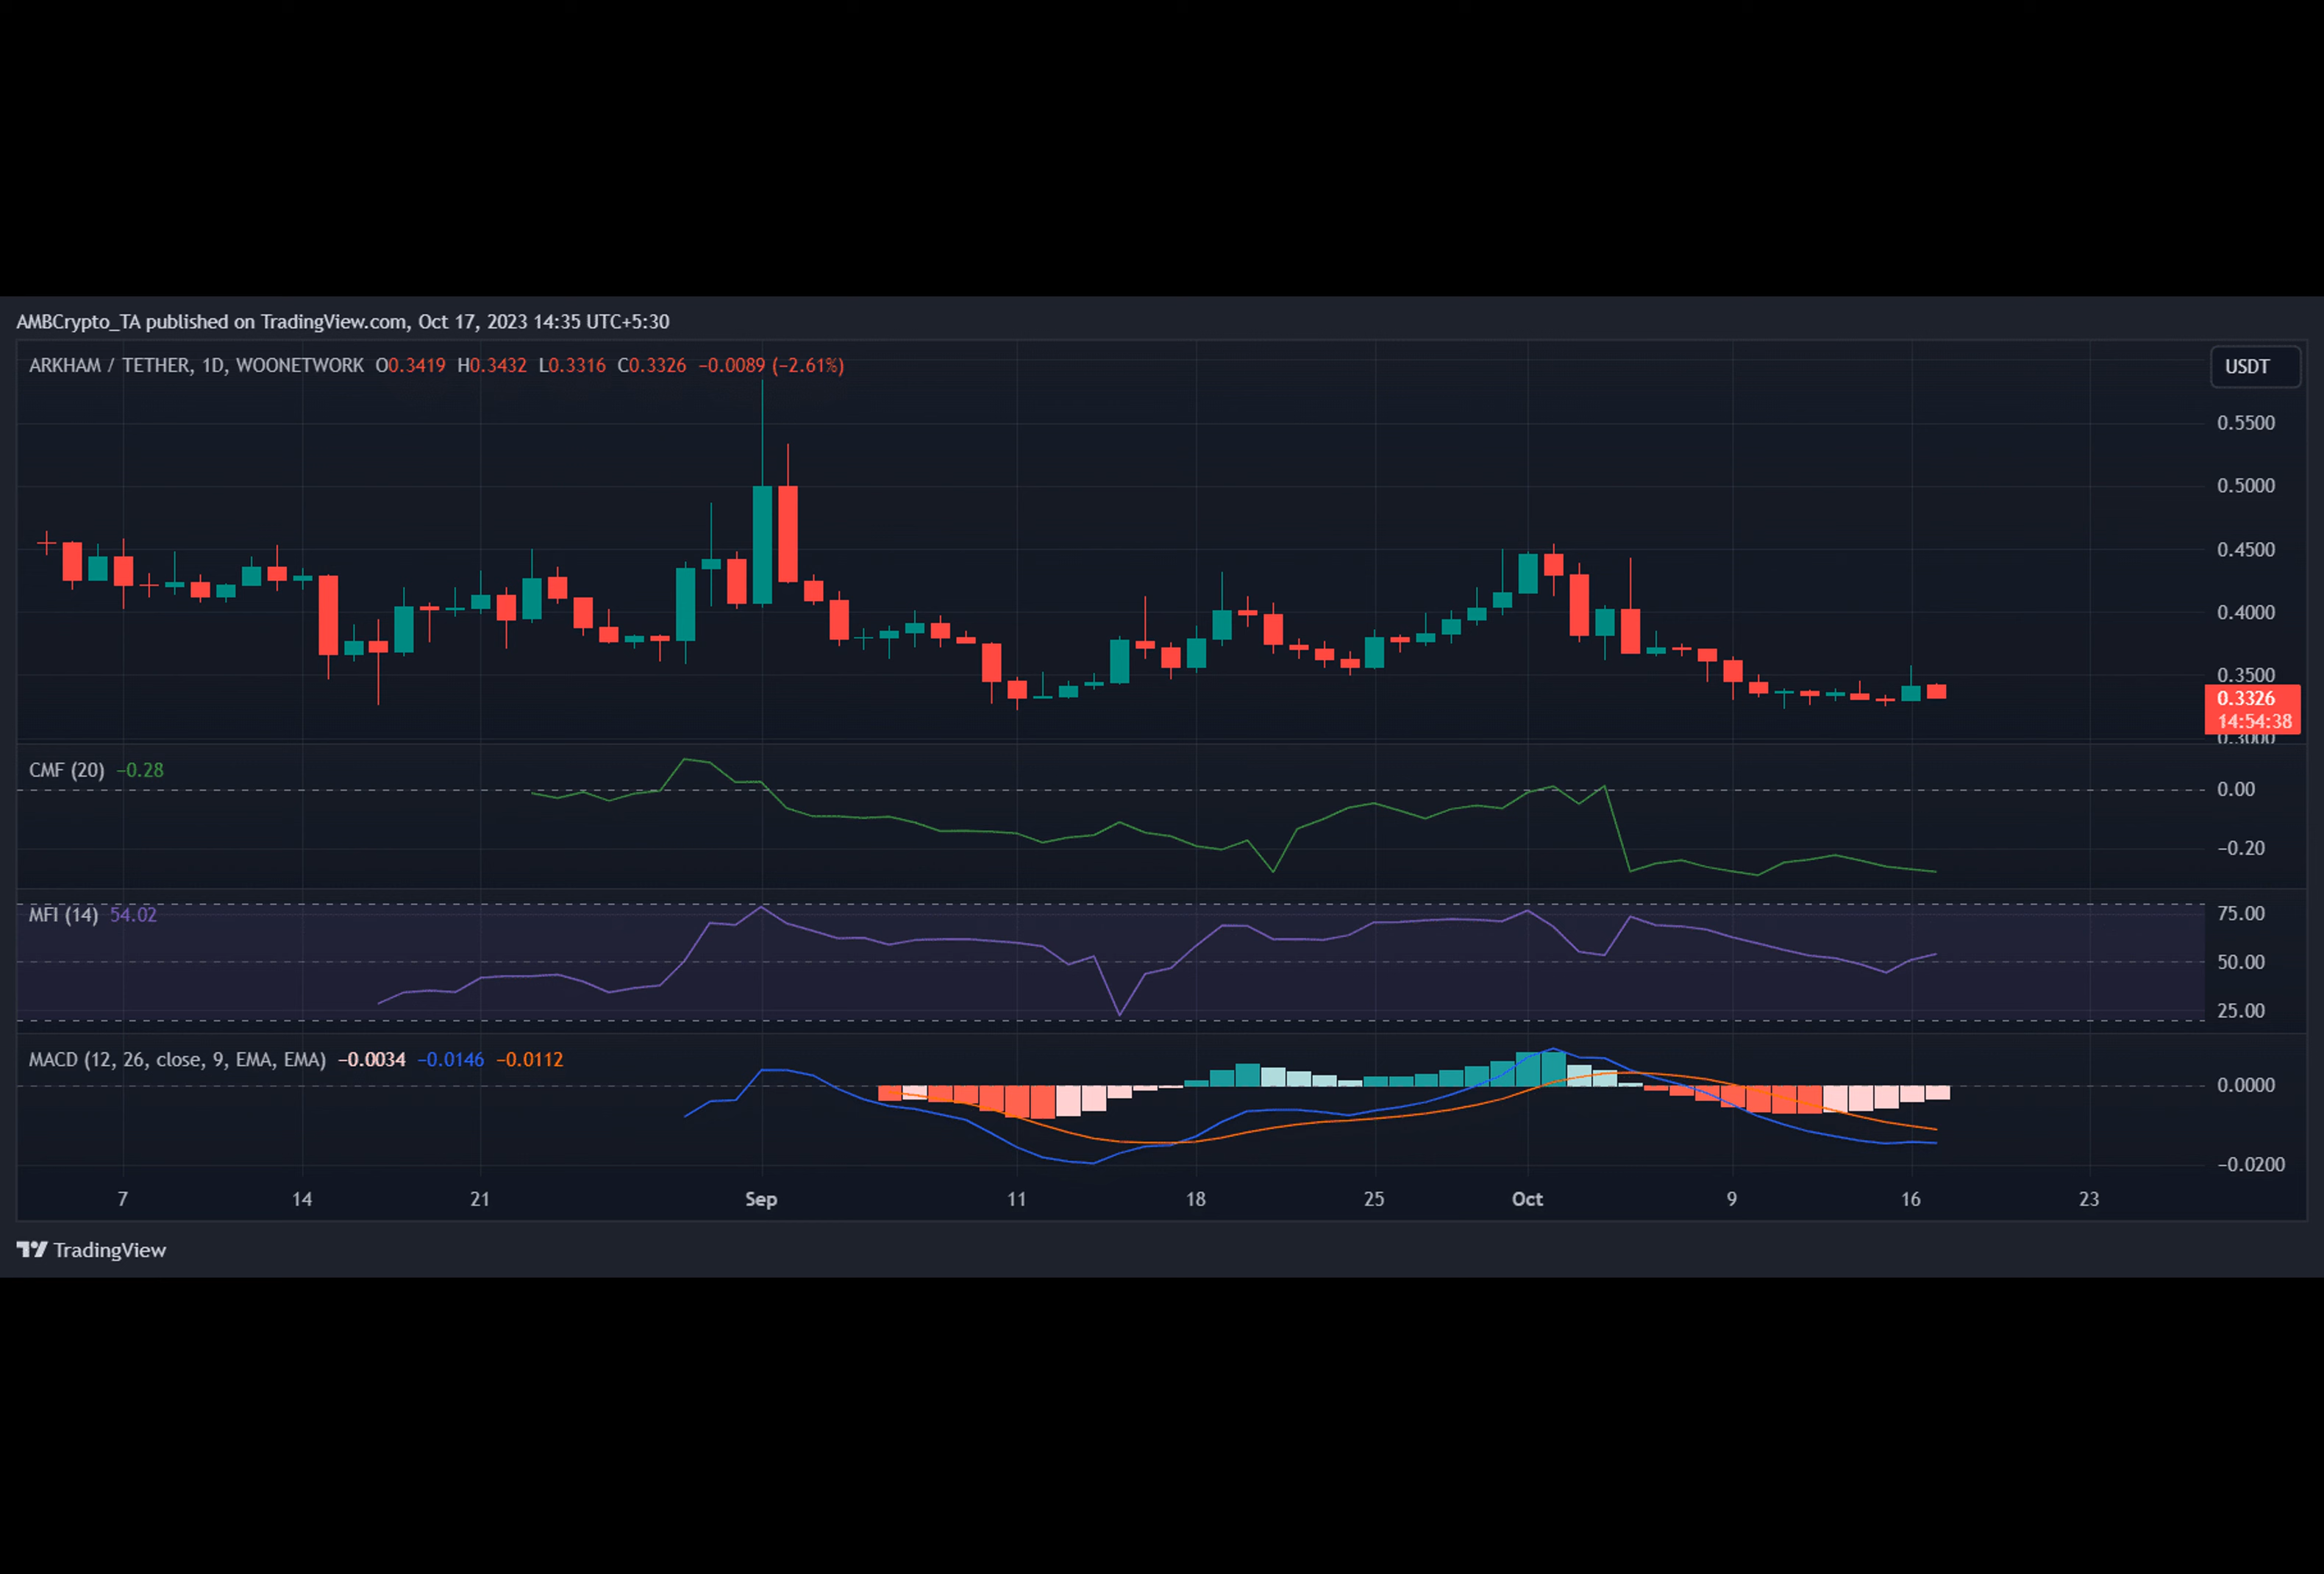 AMBCrypto_TA published on TradingView.com, Oct 17, 2023 14:35 UTC+5:30
ARKHAM / TETHER, 1D, WOONETWORK O0.3419 H0.3432 L0.3316 C0.3326 −0.0089 (−2.61%)
USDT
0.5500
0.5000
0.4500
0.4000
0.3500
0.3326
14:54:38
0.3000
CMF (20) −0.28
0.00
−0.20
MFI (14) 54.02
75.00
50.00
25.00
MACD (12, 26, close, 9, EMA, EMA) −0.0034 −0.0146 −0.0112
0.0000
−0.0200
7 14 21 Sep 11 18 25 Oct 9 16 23
TradingView